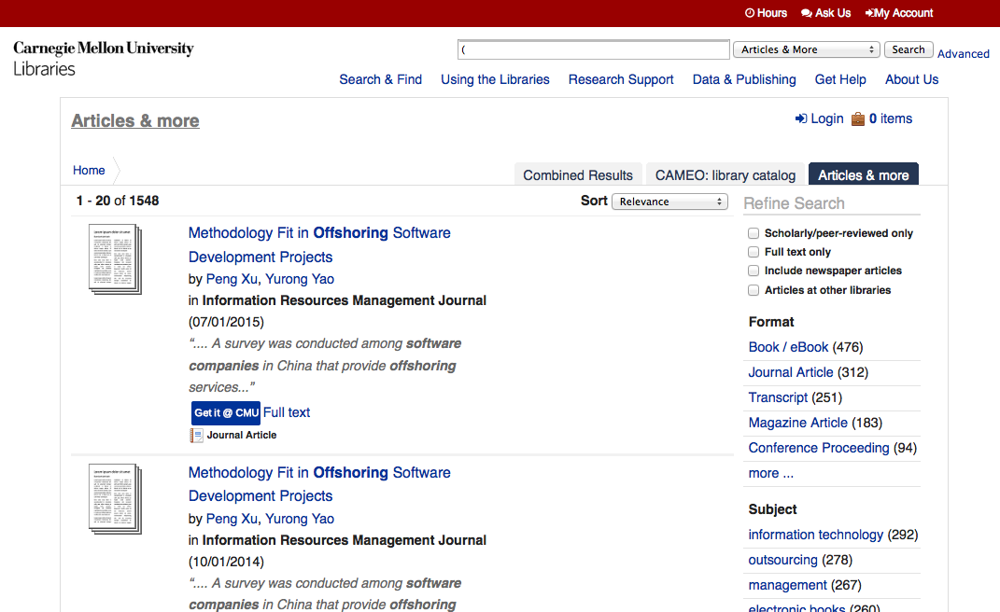 Hours Ask Us My Account
Carnegie Mellon University
Libraries
( Articles & More Search Advanced
Search & Find Using the Libraries Research Support Data & Publishing Get Help About Us
Articles & more
Login 0 items
Home
Combined Results CAMEO: library catalog Articles & more
1 - 20 of 1548
Sort Relevance
Methodology Fit in Offshoring Software
Development Projects
by Peng Xu, Yurong Yao
in Information Resources Management Journal
(07/01/2015)
“.... A survey was conducted among software
companies in China that provide offshoring
services...”
Get it @ CMU Full text
Journal Article
Methodology Fit in Offshoring Software
Development Projects
by Peng Xu, Yurong Yao
in Information Resources Management Journal
(10/01/2014)
“.... A survey was conducted among software
companies in China that provide offshoring
Refine Search
Scholarly/peer-reviewed only
Full text only
Include newspaper articles
Articles at other libraries
Format
Book / eBook (476)
Journal Article (312)
Transcript (251)
Magazine Article (183)
Conference Proceeding (94)
more ...
Subject
information technology (292)
outsourcing (278)
management (267)
electronic books (260)